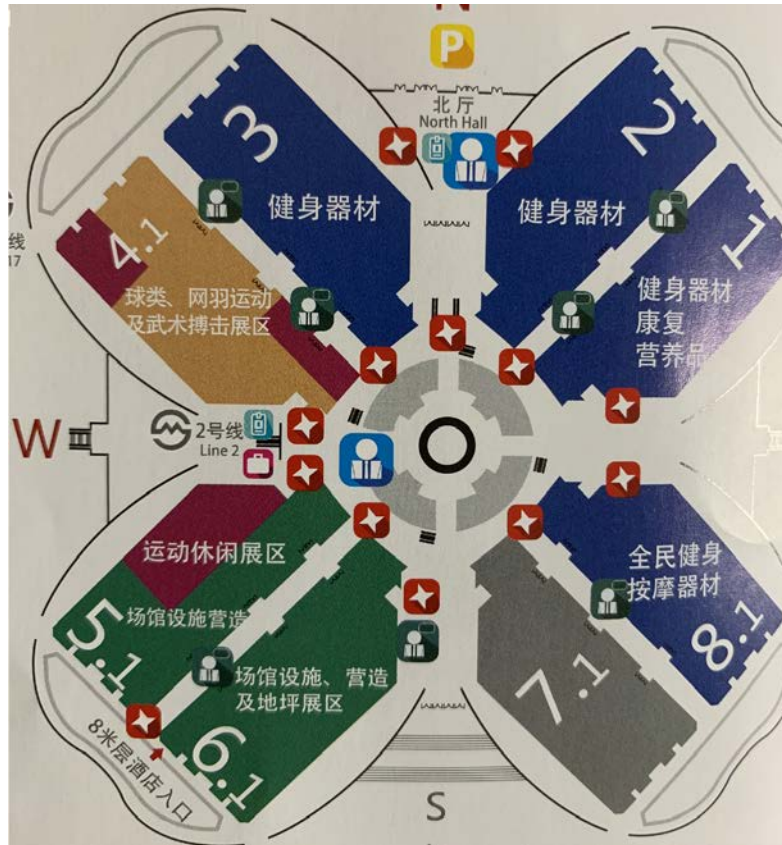 N
P
北厅
North Hall
3
2
健身器材
健身器材
4.1
1
线
17
球类、网羽运动
及武术搏击展区
健身器材
康复
营养品
W
2号线
Line 2
运动休闲展区
全民健身
按摩器材
5.1
场馆设施营造
8.1
场馆设施、营造
及地坪展区
7.1
6.1
8米层酒店入口
S